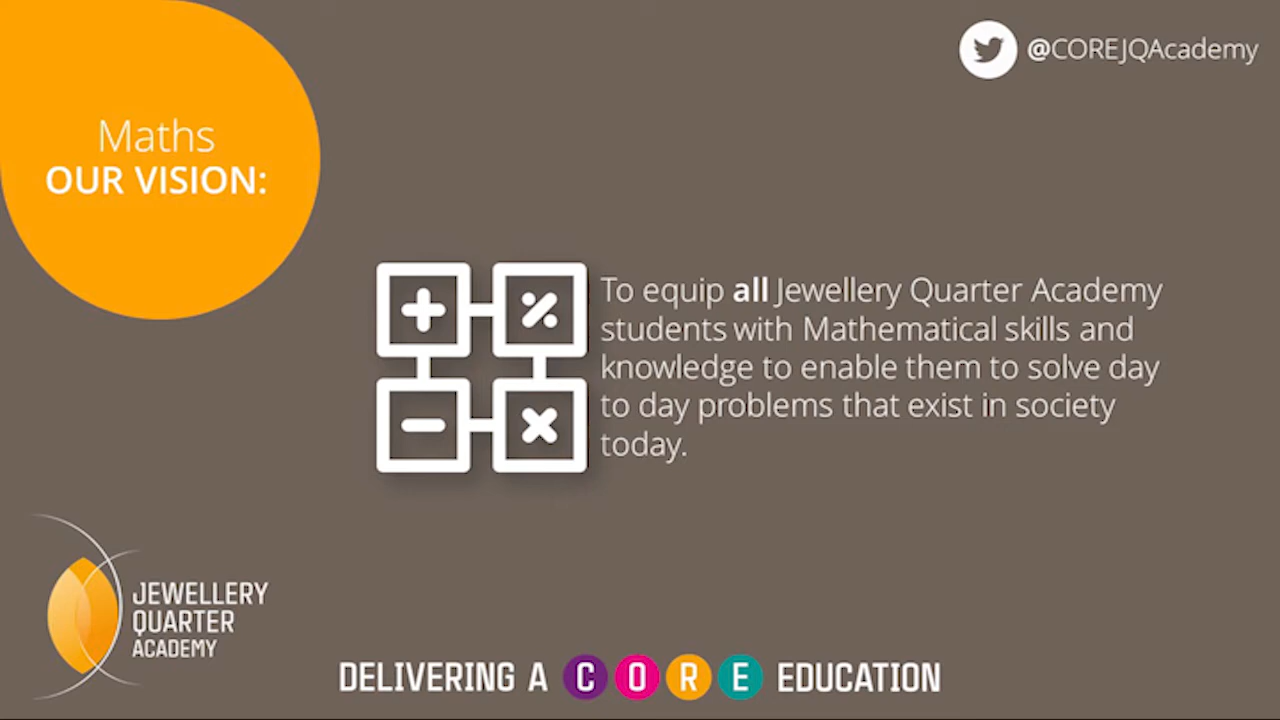 @COREJQAcademy
Maths
OUR VISION:
+ %
- ×
To equip all Jewellery Quarter Academy
students with Mathematical skills and
knowledge to enable them to solve day
to day problems that exist in society
today.
JEWELLERY
QUARTER
ACADEMY
DELIVERING A CORE EDUCATION